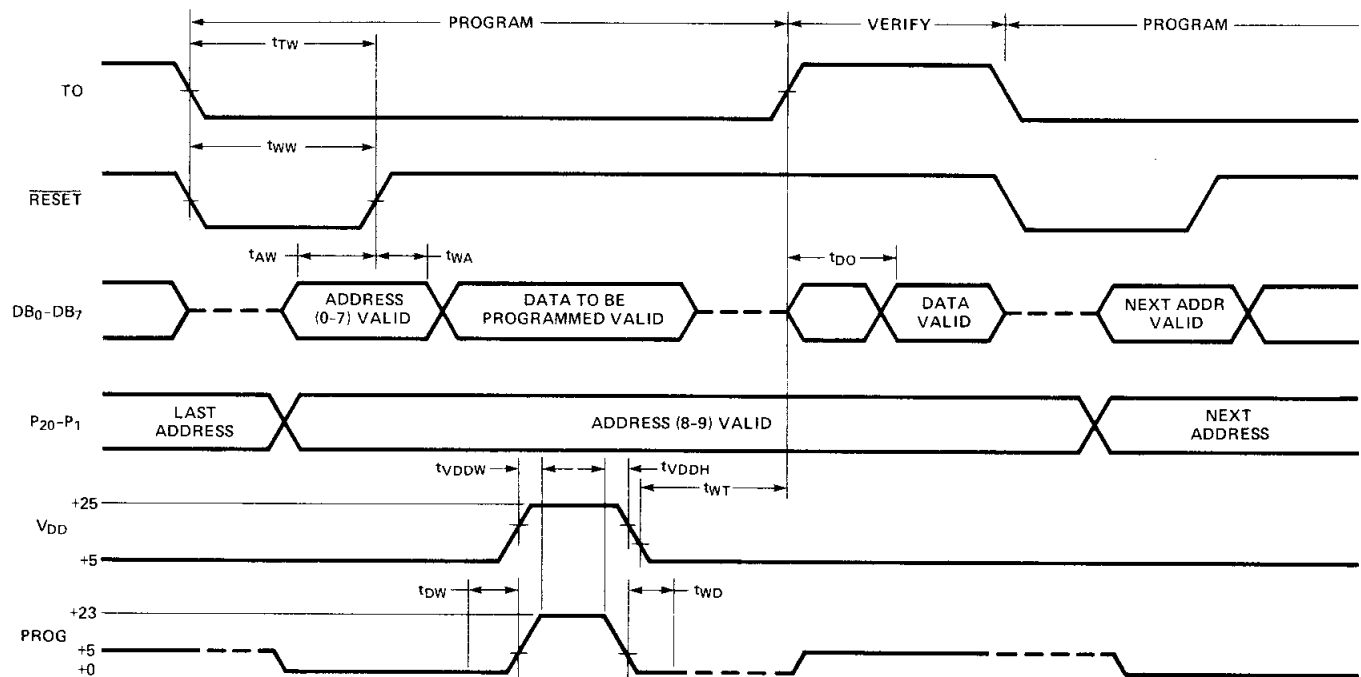 PROGRAM
VERIFY
PROGRAM
tTW
TO
tWW
RESET
tAW
tWA
tDO
DB0-DB7
ADDRESS
(0-7) VALID
DATA TO BE
PROGRAMMED VALID
DATA
VALID
NEXT ADDR
VALID
P20-P1
LAST
ADDRESS
ADDRESS (8-9) VALID
NEXT
ADDRESS
tVDDW
tVDDH
tWT
+25
VDD
+5
tDW
tWD
+23
PROG
+5
+0